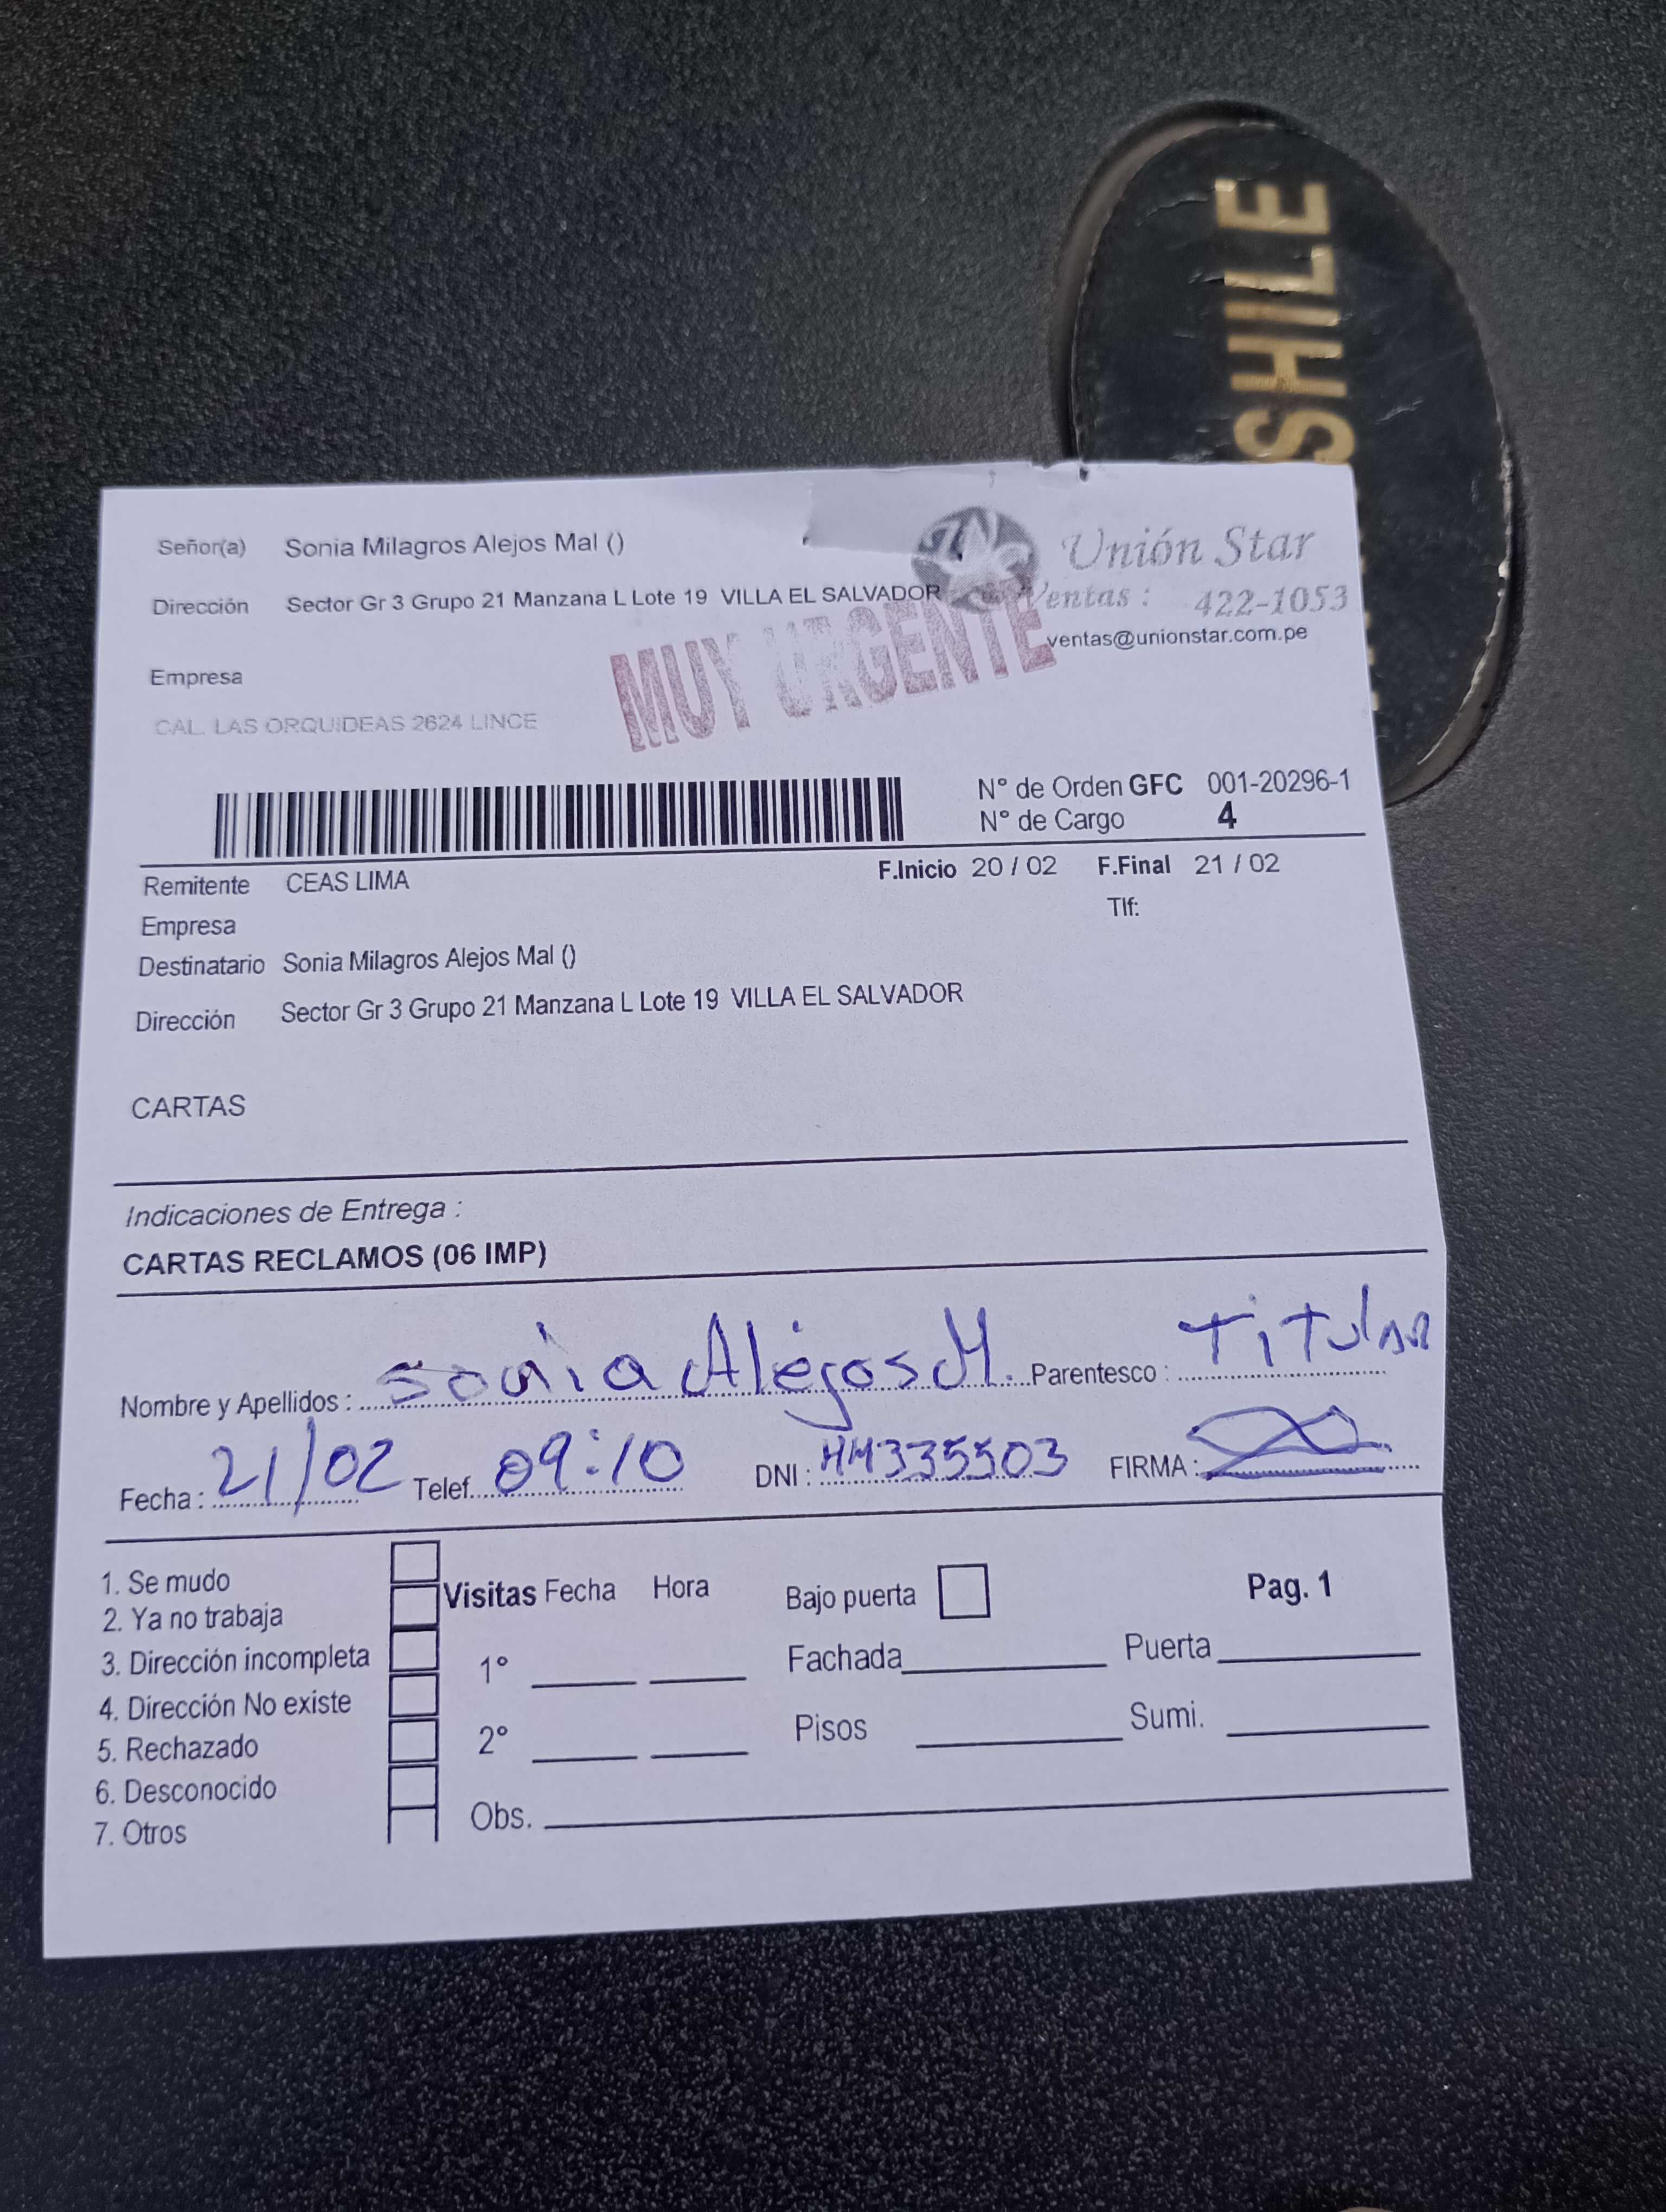 SHILE
Señor(a) Sonia Milagros Alejos Mal ()
Unión Star
Dirección Sector Gr 3 Grupo 21 Manzana L Lote 19 VILLA EL SALVADOR
Ventas : 422-1053
ventas@unionstar.com.pe
MUY URGENTE
Empresa
CAL. LAS ORQUIDEAS 2624 LINCE
N° de Orden GFC 001-20296-1
N° de Cargo 4
Remitente CEAS LIMA F.Inicio 20 / 02 F.Final 21 / 02
Empresa Tlf:
Destinatario Sonia Milagros Alejos Mal ()
Dirección Sector Gr 3 Grupo 21 Manzana L Lote 19 VILLA EL SALVADOR
CARTAS
Indicaciones de Entrega :
CARTAS RECLAMOS (06 IMP)
Nombre y Apellidos : Sonia Alejos M. Parentesco : Titular
Fecha : 21/02 Telef. 09:10 DNI : 44335503 FIRMA :
1. Se mudo
2. Ya no trabaja
3. Dirección incompleta
4. Dirección No existe
5. Rechazado
6. Desconocido
7. Otros
Visitas Fecha Hora
1°
2°
Obs.
Bajo puerta Pag. 1
Fachada Puerta
Pisos Sumi.